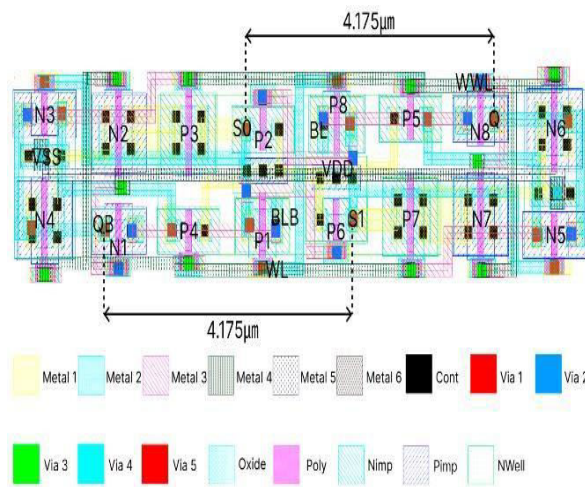 4.175μm
WWL
N3 N2 P3 S0 P2 P8 BL P5 N8 Q N6
VSS VDD
N4 QB N1 P4 BLB P1 S1 P6 P7 N7 N5
WL
4.175μm
Metal 1 Metal 2 Metal 3 Metal 4 Metal 5 Metal 6 Cont Via 1 Via 2
Via 3 Via 4 Via 5 Oxide Poly Nimp Pimp NWell